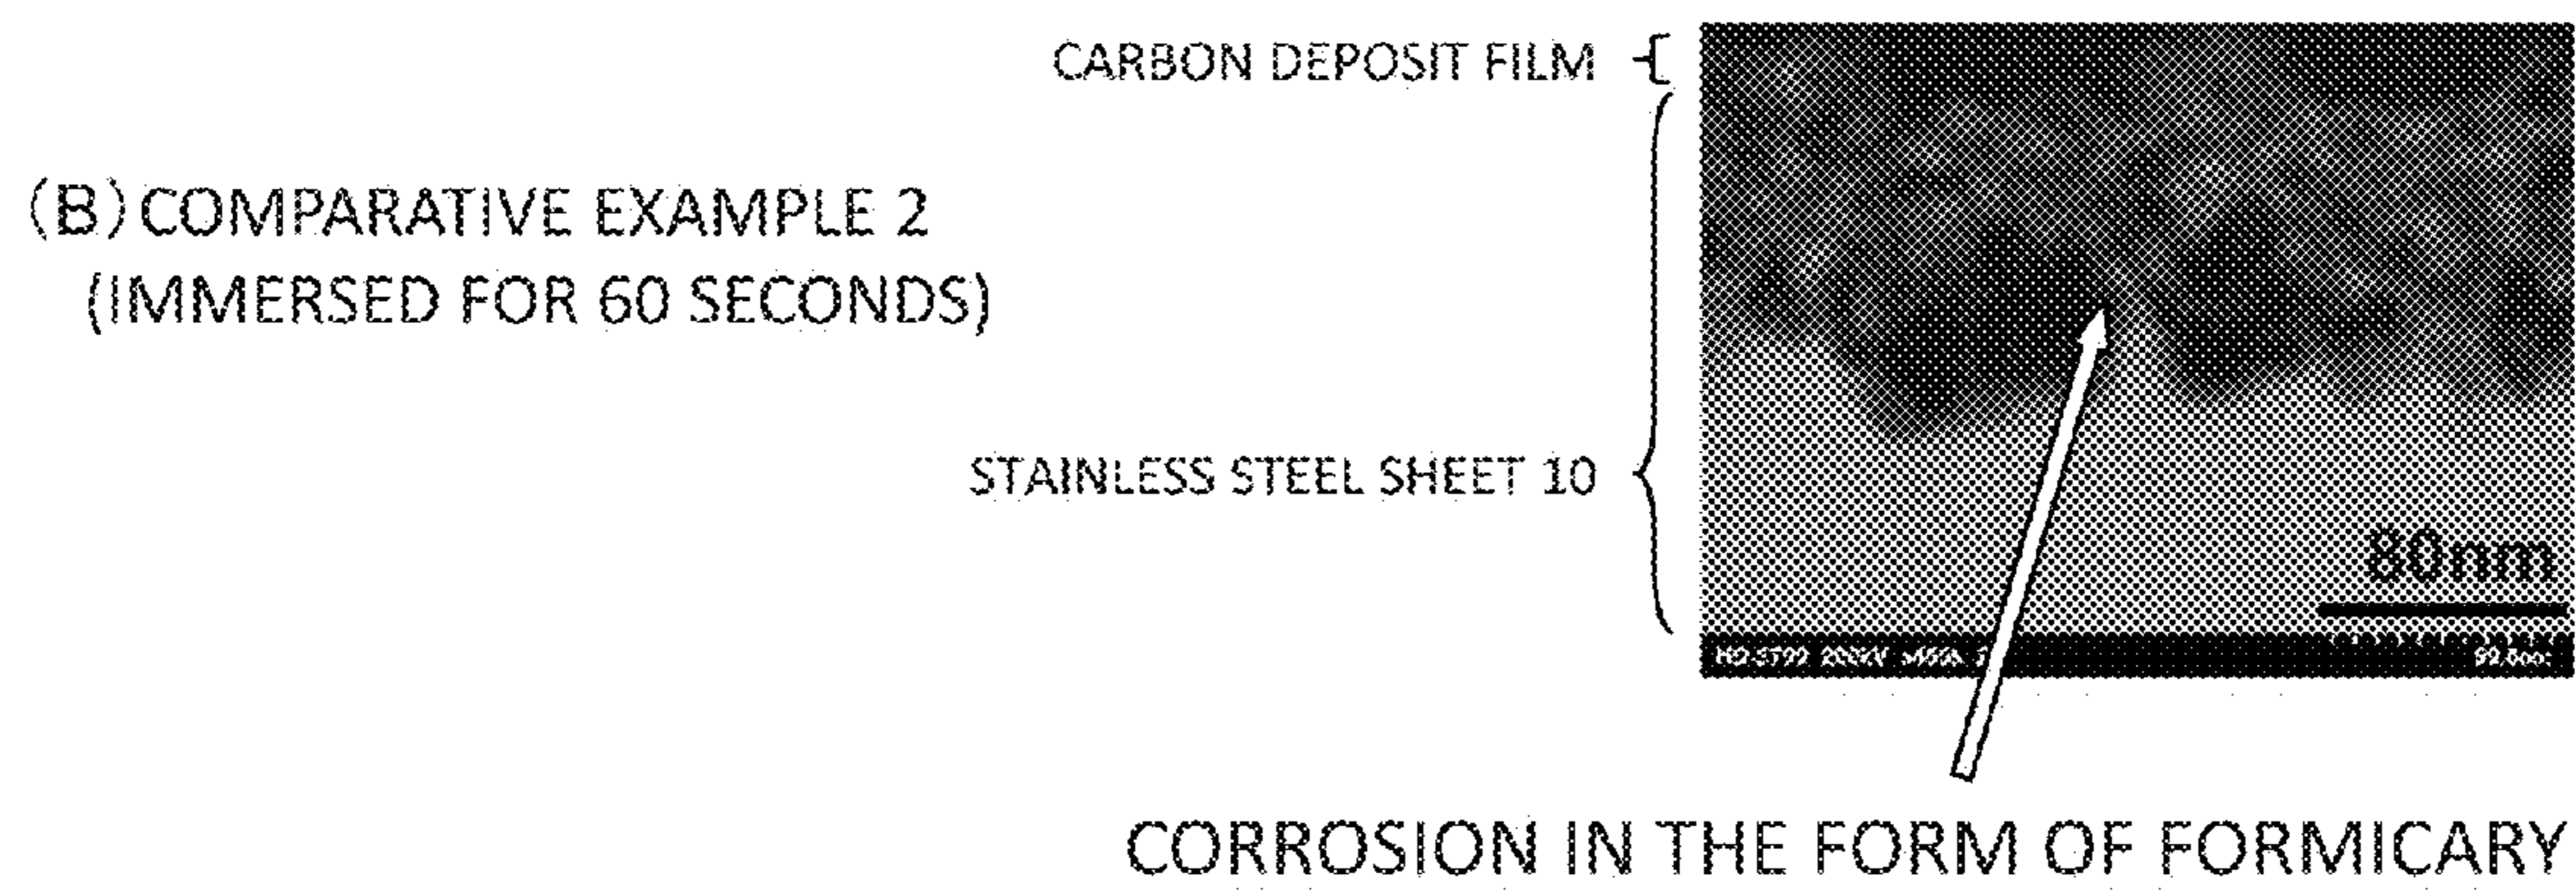 CARBON DEPOSIT FILM
(B) COMPARATIVE EXAMPLE 2
(IMMERSED FOR 60 SECONDS)
STAINLESS STEEL SHEET 10
80nm
200kV
CORROSION IN THE FORM OF FORMICARY